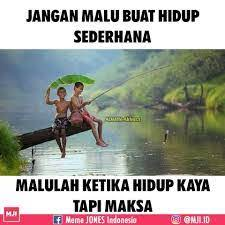 JANGAN MALU BUAT HIDUP
SEDERHANA
MALULAH KETIKA HIDUP KAYA
TAPI MAKSA
MJI
Meme JONES Indonesia
@MJI.ID